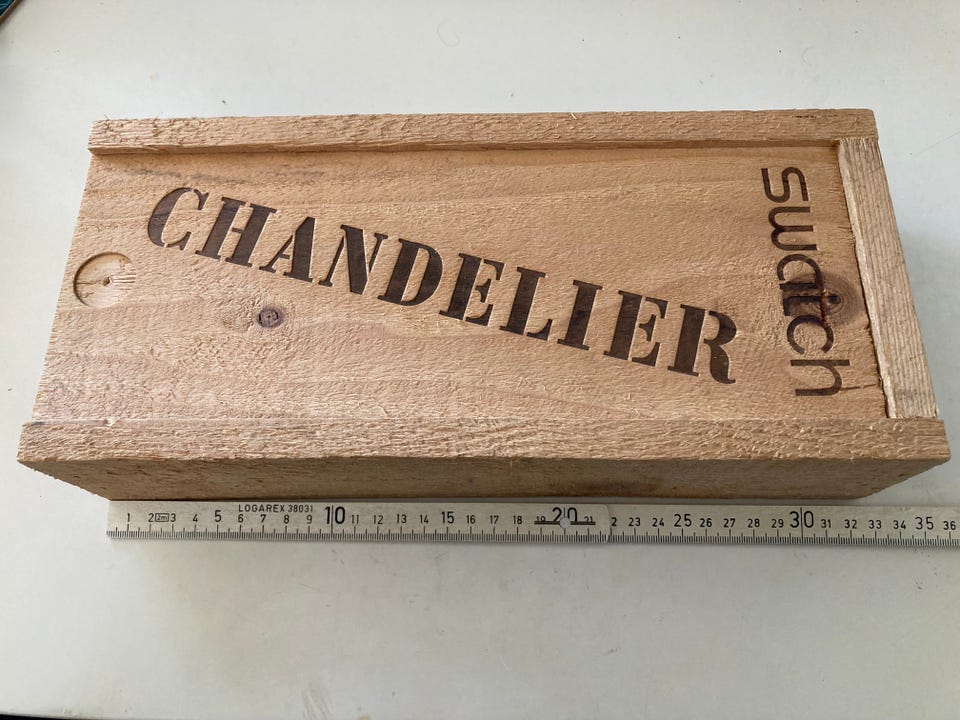 CHANDELIER
swatch
LOGAREX 38031
1 2 2m 3 4 5 6 7 8 9 10 11 12 13 14 15 16 17 18 19 20 21 2 23 24 25 26 27 28 29 30 31 32 33 34 35 36